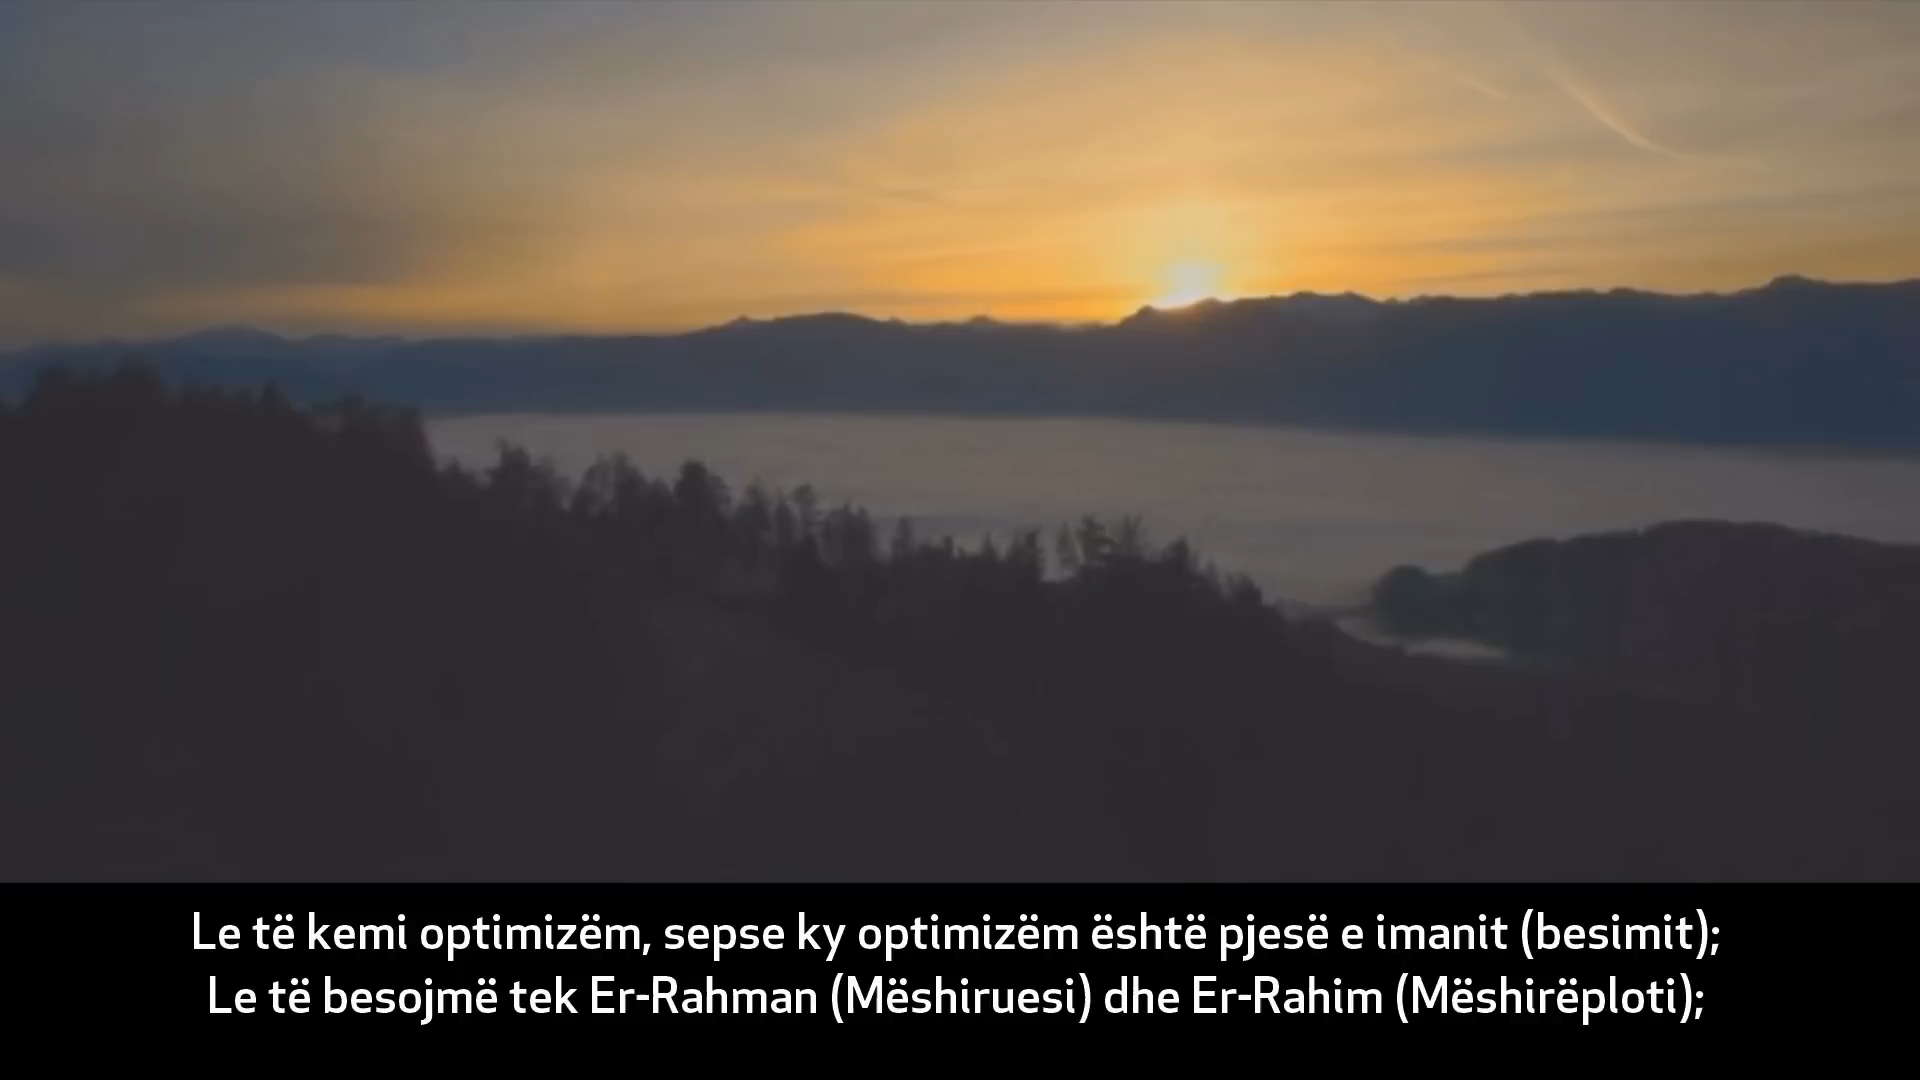 Le të kemi optimizëm, sepse ky optimizëm është pjesë e imanit (besimit);
Le të besojmë tek Er-Rahman (Mëshiruesi) dhe Er-Rahim (Mëshirëploti);